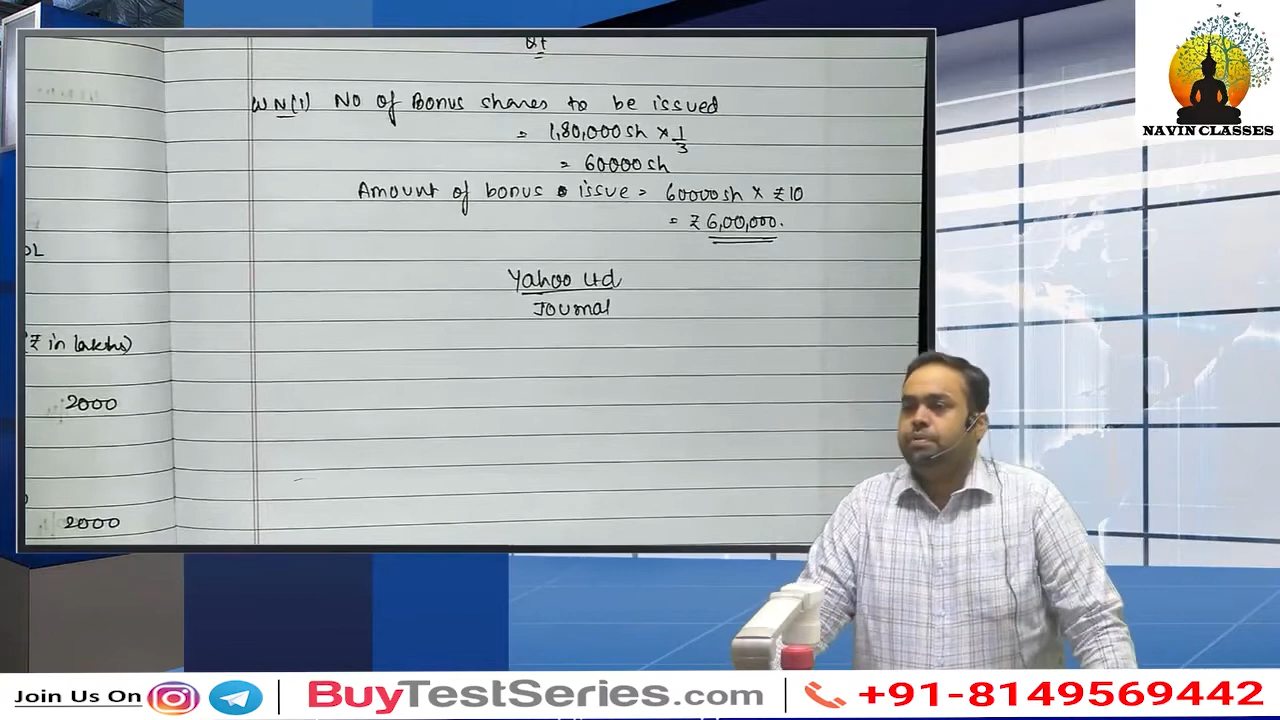 Q1
W N (1) No of Bonus shares to be issued
= 1,80,000 sh × 1/3
= 60000 sh
Amount of bonus issue = 60000 sh × ₹10
= ₹ 6,00,000.
Yahoo Ltd
Journal
(₹ in lakhs)
2000
2000
NAVIN CLASSES
Join Us On
BuyTestSeries.com
+91-8149569442